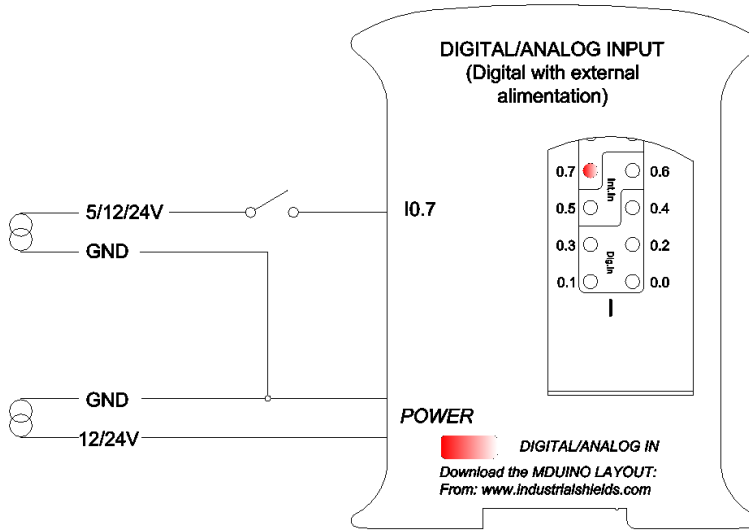 DIGITAL/ANALOG INPUT
(Digital with external
alimentation)
0.7 Int.In 0.6
0.5 0.4
0.3 Dig.In 0.2
0.1 0.0
I
5/12/24V
I0.7
GND
GND
12/24V
POWER
DIGITAL/ANALOG IN
Download the MDUINO LAYOUT:
From: www.industrialshields.com